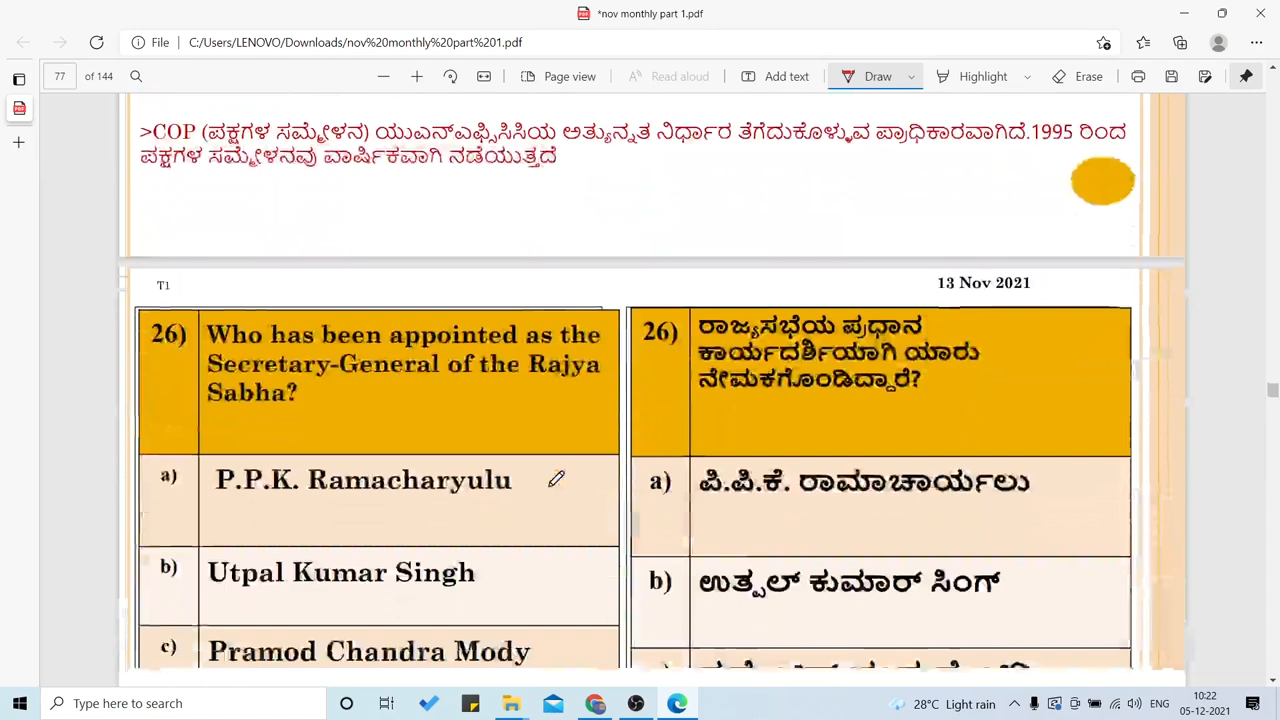 *nov monthly part 1.pdf
File C:/Users/LENOVO/Downloads/nov%20monthly%20part%201.pdf
77 of 144 Page view Read aloud Add text Draw Highlight Erase
>COP (ಪಕ್ಷಗಳ ಸಮ್ಮೇಳನ) ಯುಎನ್ಎಫ್ಸಿಸಿಸಿಯ ಅತ್ಯುನ್ನತ ನಿರ್ಧಾರ ತೆಗೆದುಕೊಳ್ಳುವ ಪ್ರಾಧಿಕಾರವಾಗಿದೆ.1995 ರಿಂದ
ಪಕ್ಷಗಳ ಸಮ್ಮೇಳನವು ವಾರ್ಷಿಕವಾಗಿ ನಡೆಯುತ್ತದೆ
T1 13 Nov 2021
26) Who has been appointed as the
Secretary-General of the Rajya
Sabha?
a) P.P.K. Ramacharyulu
b) Utpal Kumar Singh
c) Pramod Chandra Mody
26) ರಾಜ್ಯಸಭೆಯ ಪ್ರಧಾನ
ಕಾರ್ಯದರ್ಶಿಯಾಗಿ ಯಾರು
ನೇಮಕಗೊಂಡಿದ್ದಾರೆ?
a) ಪಿ.ಪಿ.ಕೆ. ರಾಮಾಚಾರ್ಯಲು
b) ಉತ್ಪಲ್ ಕುಮಾರ್ ಸಿಂಗ್
Type here to search 28°C Light rain ENG 10:22
05-12-2021